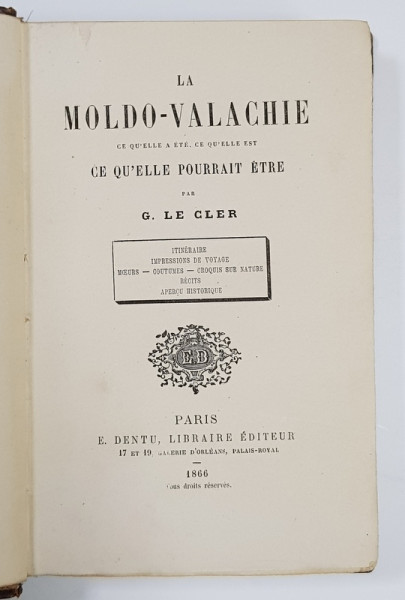 LA
MOLDO-VALACHIE
CE QU'ELLE A ÉTÉ, CE QU'ELLE EST
CE QU'ELLE POURRAIT ÊTRE
PAR
G. LE CLER
ITINÉRAIRE
IMPRESSIONS DE VOYAGE
MŒURS — COUTUMES — CROQUIS SUR NATURE
RÉCITS
APERÇU HISTORIQUE
E D
PARIS
E. DENTU, LIBRAIRE ÉDITEUR
17 ET 19, GALERIE D'ORLÉANS, PALAIS-ROYAL
—
1866
Tous droits réservés.